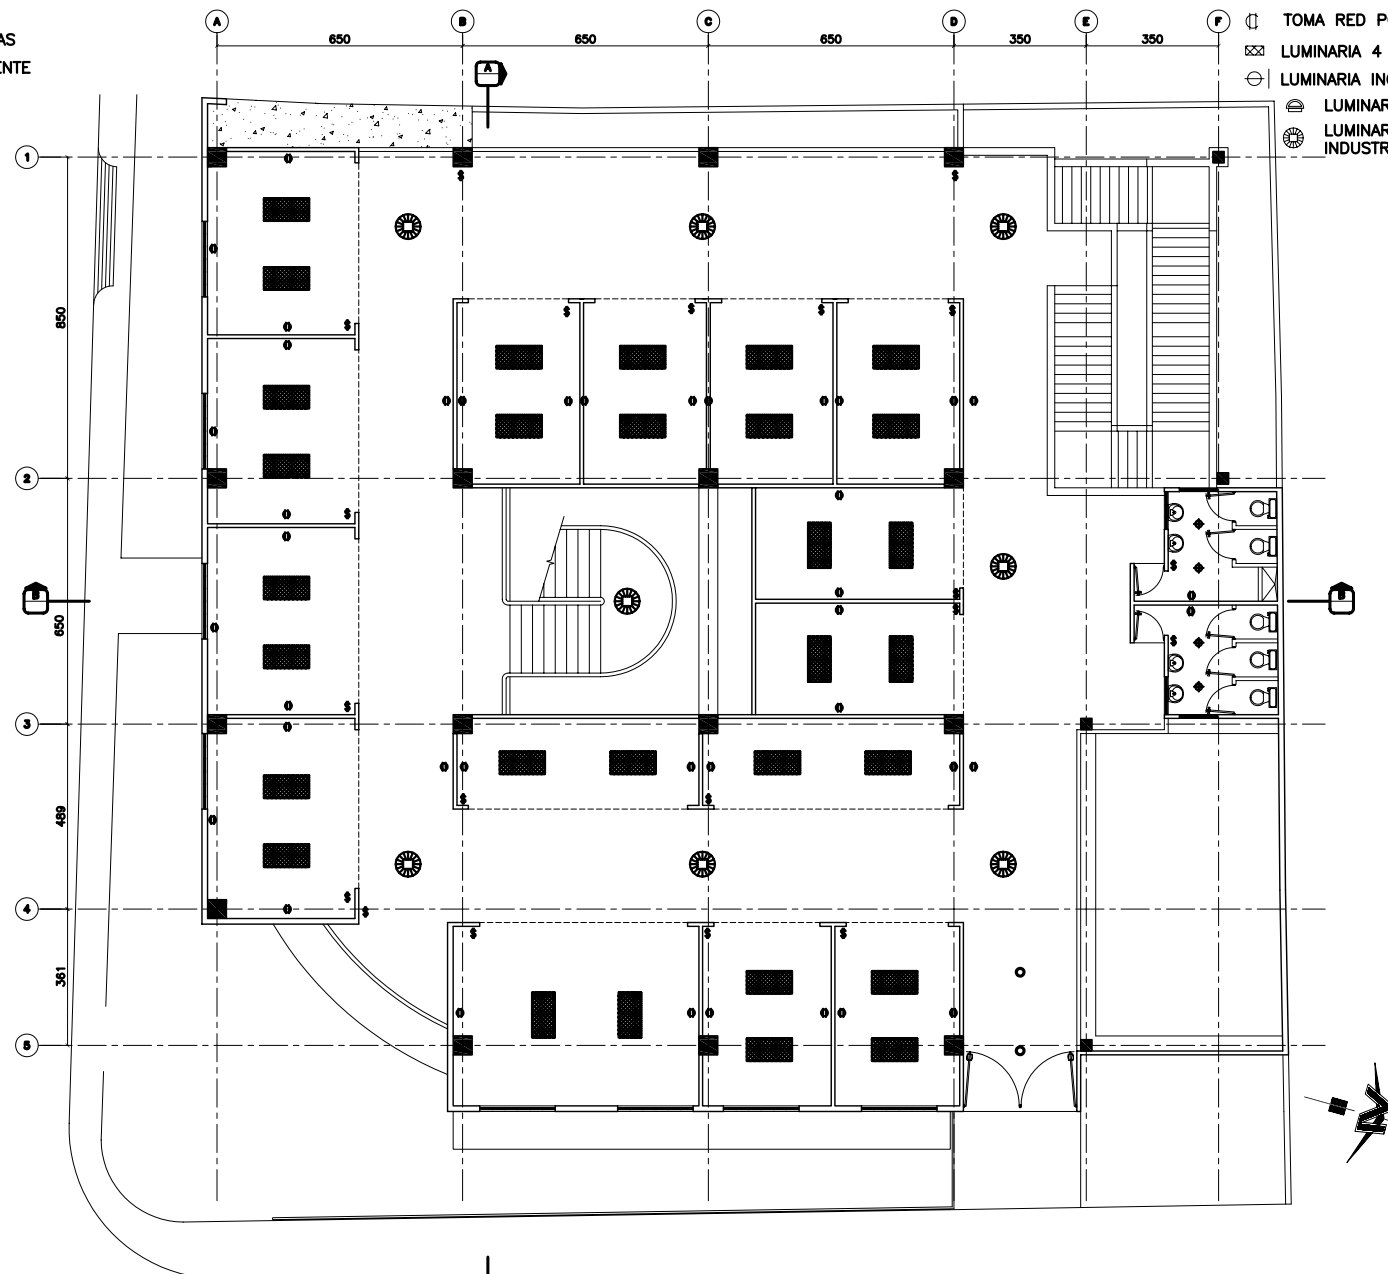 A B C D E F
650 650 650 350 350
AS
ENTE
TOMA RED P
LUMINARIA 4
LUMINARIA IN
LUMINAR
LUMINAR
INDUSTR
A
1
850
2
B
B
650
3
489
4
361
5
N